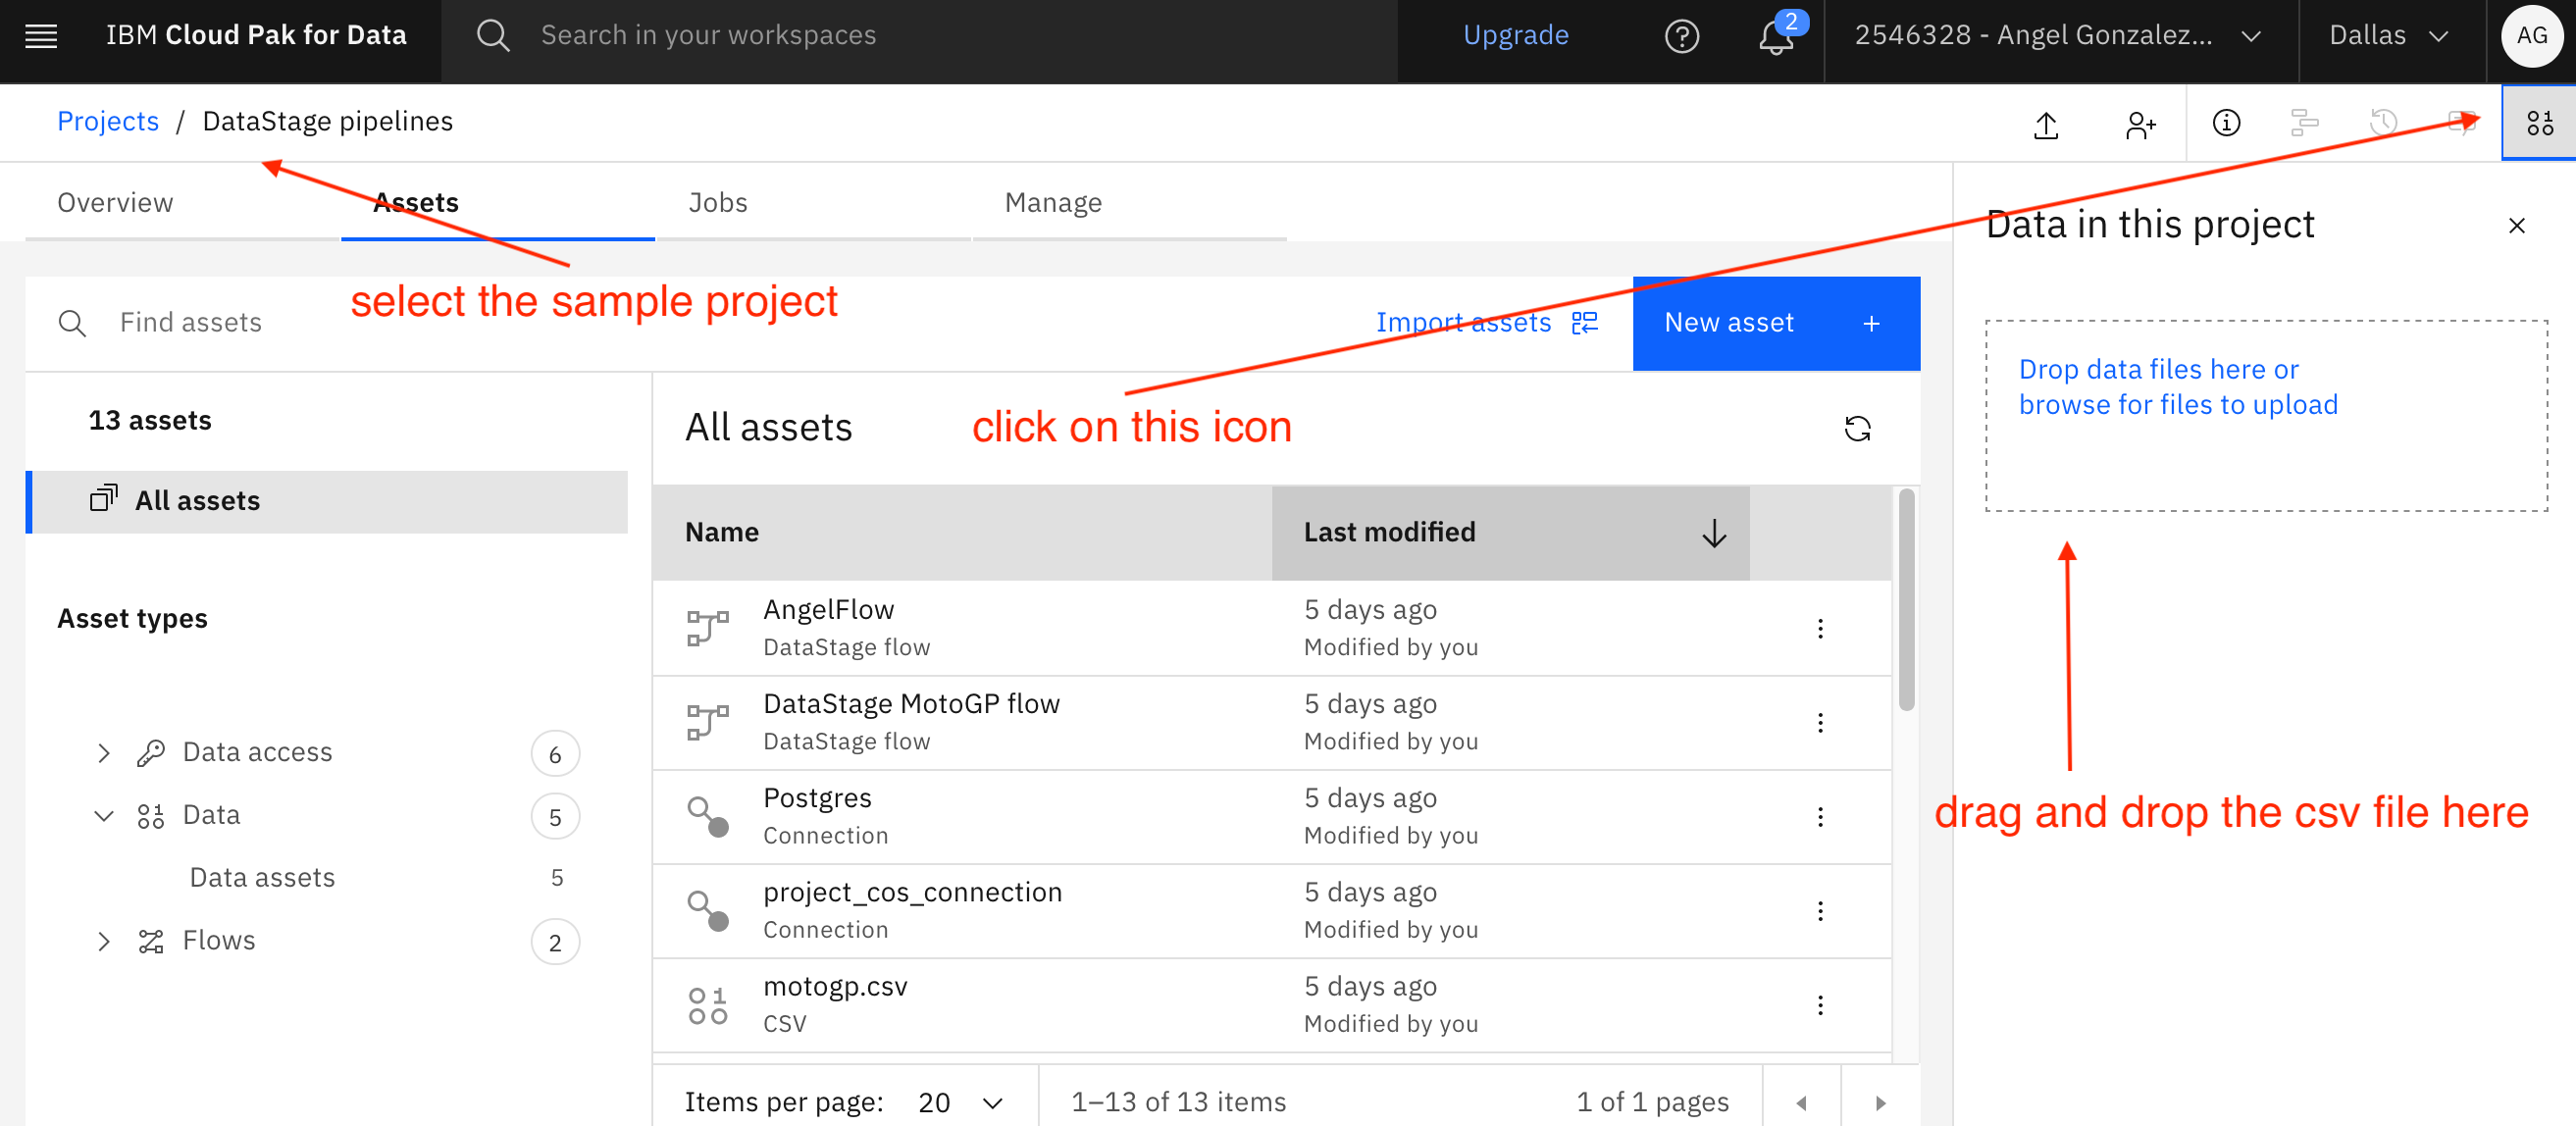 IBM Cloud Pak for Data
Search in your workspaces
Upgrade
2
2546328 - Angel Gonzalez...
Dallas
AG
Projects / DataStage pipelines
Overview
Assets
Jobs
Manage
Data in this project
select the sample project
Find assets
Import assets
New asset +
Drop data files here or
browse for files to upload
13 assets
All assets
click on this icon
All assets
Name
Last modified
Asset types
AngelFlow
5 days ago
DataStage flow
Modified by you
DataStage MotoGP flow
5 days ago
DataStage flow
Modified by you
Data access
6
Postgres
5 days ago
Connection
Modified by you
Data
5
drag and drop the csv file here
Data assets
5
project_cos_connection
5 days ago
Connection
Modified by you
Flows
2
motogp.csv
5 days ago
CSV
Modified by you
Items per page: 20
1–13 of 13 items
1 of 1 pages